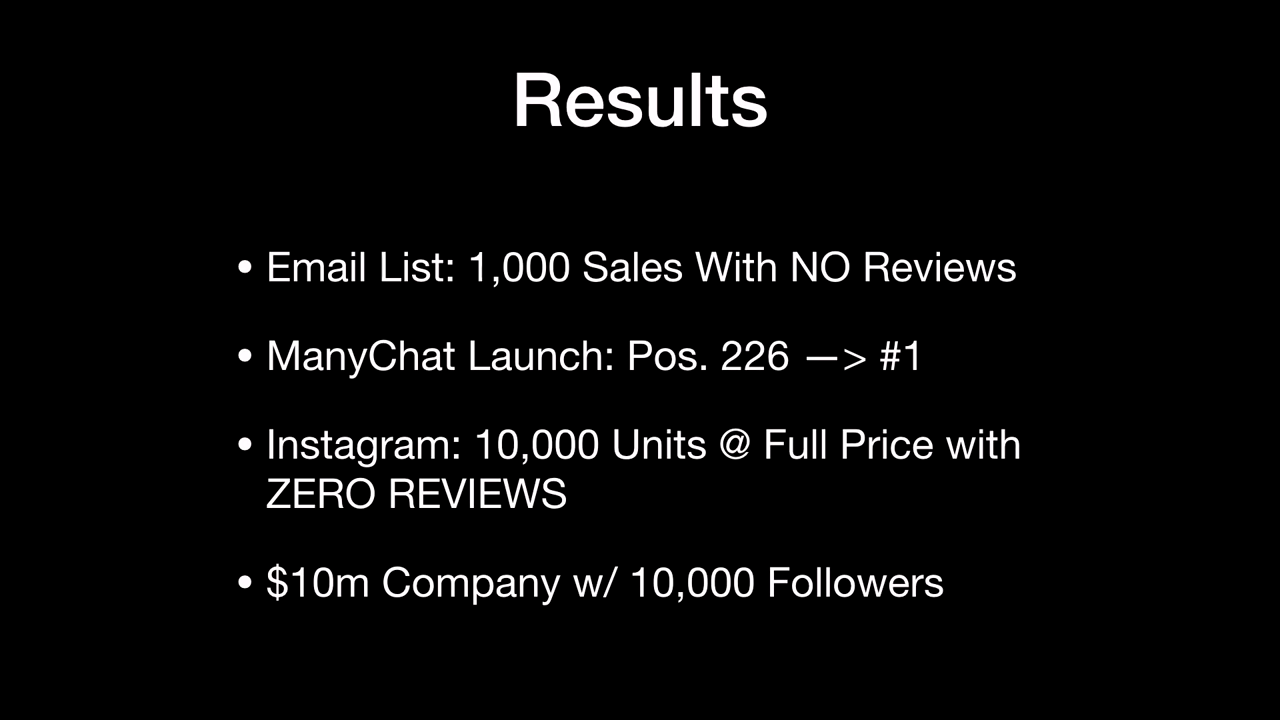 Results
• Email List: 1,000 Sales With NO Reviews
• ManyChat Launch: Pos. 226 —> #1
• Instagram: 10,000 Units @ Full Price with
ZERO REVIEWS
• $10m Company w/ 10,000 Followers